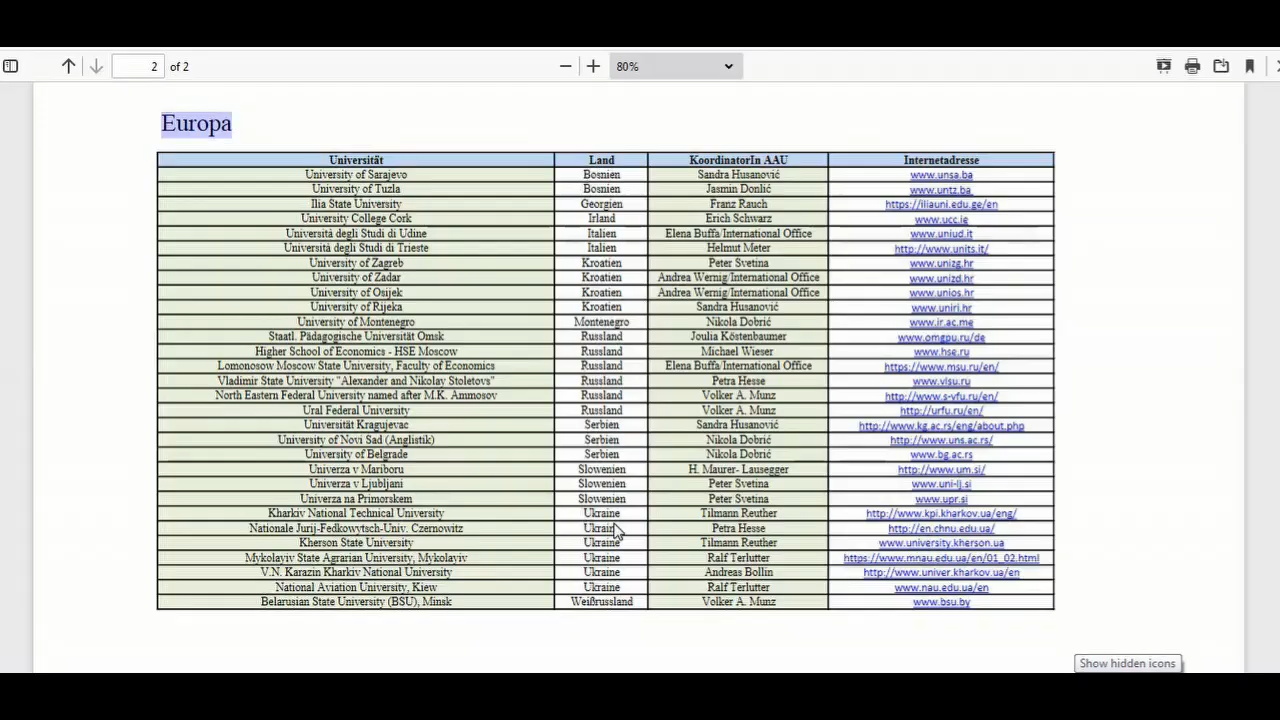 2 of 2 80%
Europa
Universität Land KoordinatorIn AAU Internetadresse
University of Sarajevo Bosnien Sandra Husanović www.unsa.ba
University of Tuzla Bosnien Jasmin Donlić www.untz.ba
Ilia State University Georgien Franz Rauch https://iliauni.edu.ge/en
University College Cork Irland Erich Schwarz www.ucc.ie
Universitá degli Studi di Udine Italien Elena Buffa/International Office www.uniud.it
Universitá degli Studi di Trieste Italien Helmut Meter http://www.units.it/
University of Zagreb Kroatien Peter Svetina www.unizg.hr
University of Zadar Kroatien Andrea Wernig/International Office www.unizd.hr
University of Osijek Kroatien Andrea Wernig/International Office www.unios.hr
University of Rijeka Kroatien Sandra Husanović www.uniri.hr
University of Montenegro Montenegro Nikola Dobrić www.ir.ac.me
Staatl. Pädagogische Universität Omsk Russland Joulia Köstenbaumer www.omgpu.ru/de
Higher School of Economics - HSE Moscow Russland Michael Wieser www.hse.ru
Lomonosow Moscow State University, Faculty of Economics Russland Elena Buffa/International Office https://www.msu.ru/en/
Vladimir State University "Alexander and Nikolay Stoletovs" Russland Petra Hesse www.vlsu.ru
North Eastern Federal University named after M.K. Ammosov Russland Volker A. Munz http://www.s-vfu.ru/en/
Ural Federal University Russland Volker A. Munz http://urfu.ru/en/
Universität Kragujevac Serbien Sandra Husanović http://www.kg.ac.rs/eng/about.php
University of Novi Sad (Anglistik) Serbien Nikola Dobrić http://www.uns.ac.rs/
University of Belgrade Serbien Nikola Dobrić www.bg.ac.rs
Univerza v Mariboru Slowenien H. Maurer- Lausegger http://www.um.si/
Univerza v Ljubljani Slowenien Peter Svetina www.uni-lj.si
Univerza na Primorskem Slowenien Peter Svetina www.upr.si
Kharkiv National Technical University Ukraine Tilmann Reuther http://www.kpi.kharkov.ua/eng/
Nationale Jurij-Fedkowytsch-Univ. Czernowitz Ukraine Petra Hesse http://en.chnu.edu.ua/
Kherson State University Ukraine Tilmann Reuther www.university.kherson.ua
Mykolayiv State Agrarian University, Mykolayiv Ukraine Ralf Terlutter https://www.mnau.edu.ua/en/01_02.html
V.N. Karazin Kharkiv National University Ukraine Andreas Bollin http://www.univer.kharkov.ua/en
National Aviation University, Kiew Ukraine Ralf Terlutter www.nau.edu.ua/en
Belarusian State University (BSU), Minsk Weißrussland Volker A. Munz www.bsu.by
Show hidden icons